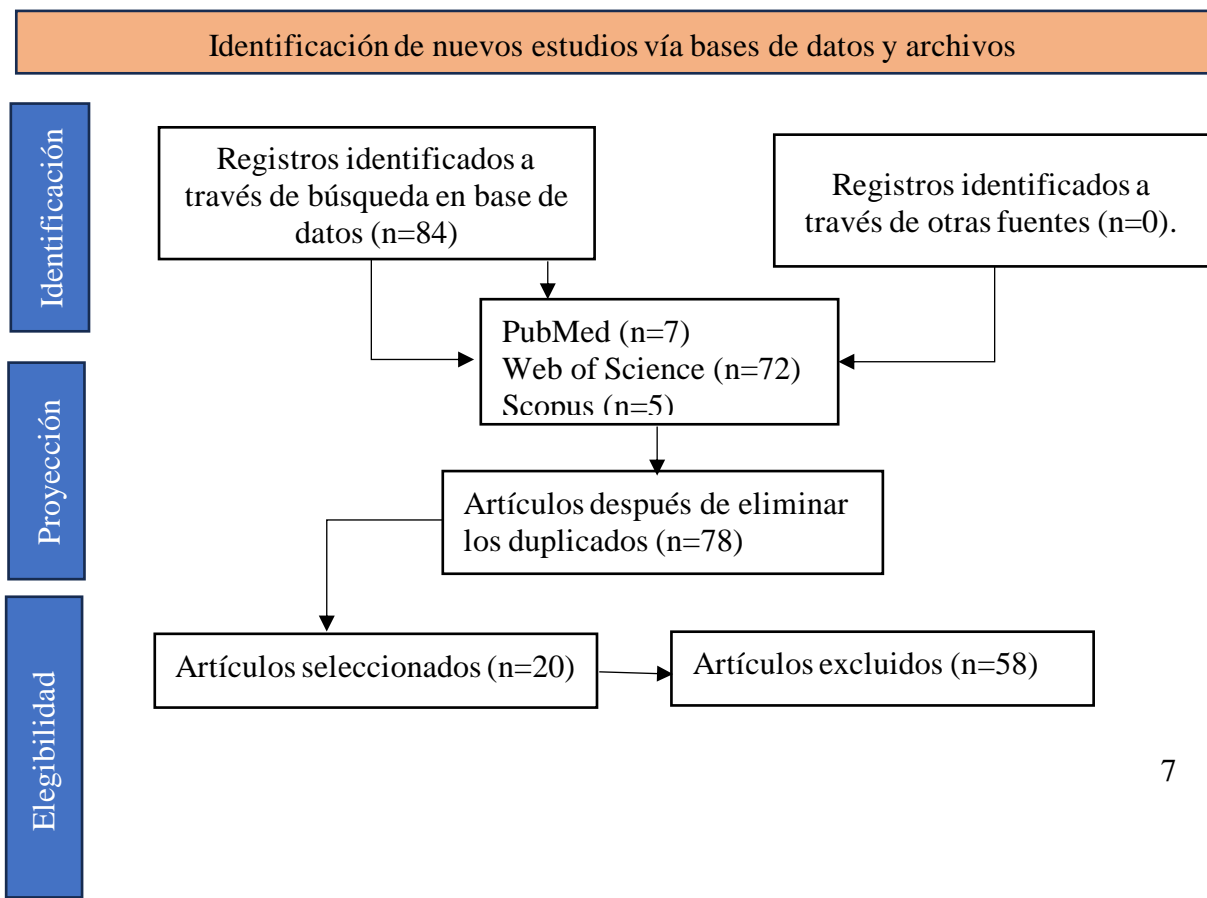 Identificación de nuevos estudios vía bases de datos y archivos
Identificación
Registros identificados a
través de búsqueda en base de
datos (n=84)
Registros identificados a
través de otras fuentes (n=0).
PubMed (n=7)
Web of Science (n=72)
Scopus (n=5)
Proyección
Artículos después de eliminar
los duplicados (n=78)
Elegibilidad
Artículos seleccionados (n=20)
Artículos excluidos (n=58)
7